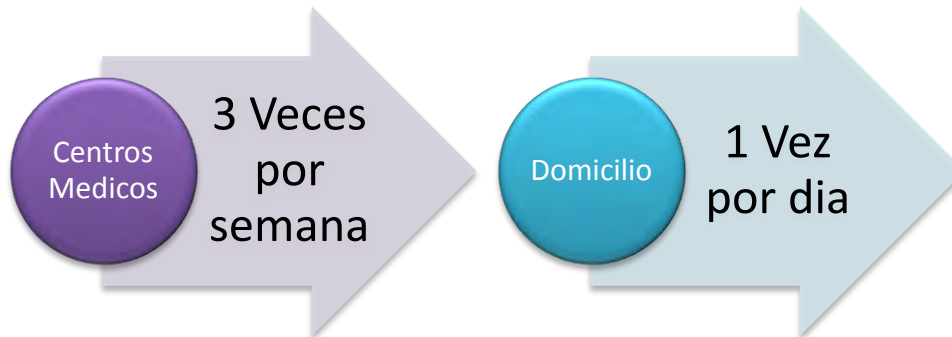 Centros
Medicos
3 Veces
por
semana
Domicilio
1 Vez
por dia